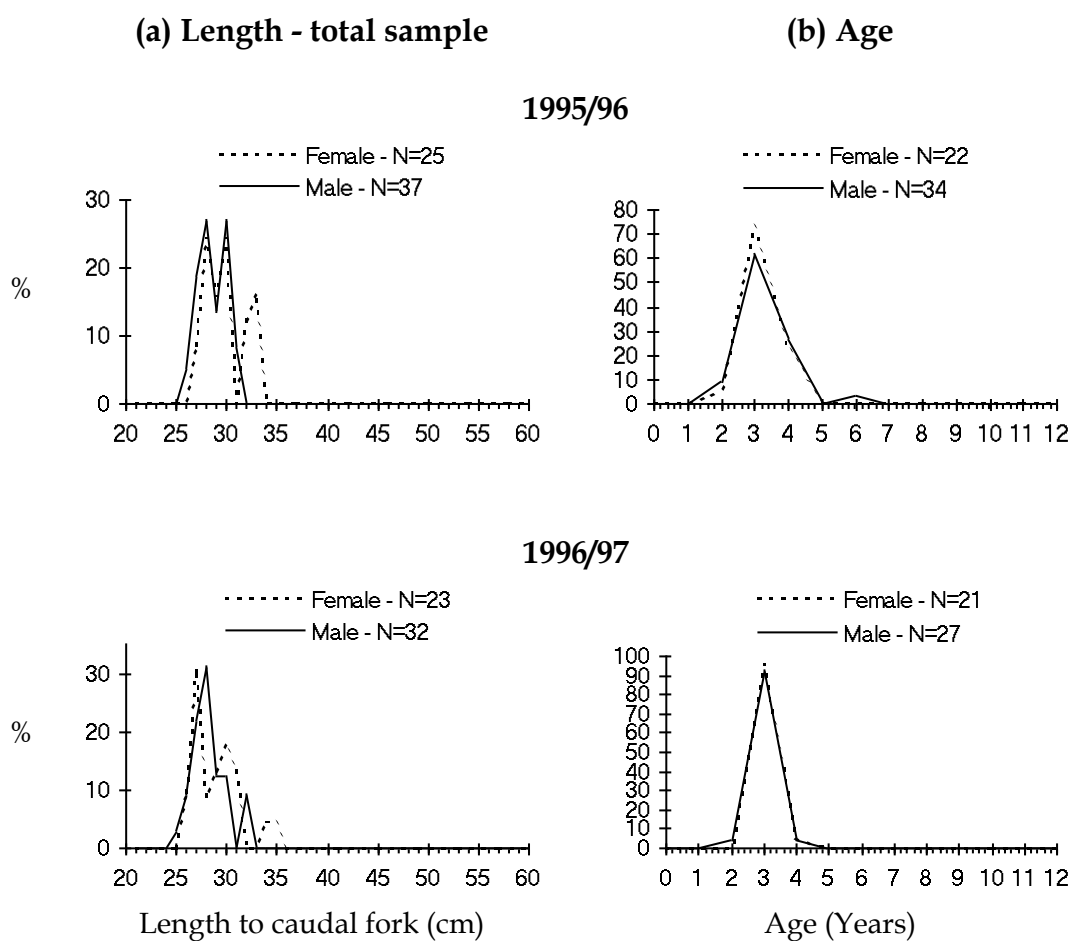 (a) Length - total sample
(b) Age
1995/96
Female - N=25
Male - N=37
30
20
10
0
%
20 25 30 35 40 45 50 55 60
Female - N=22
Male - N=34
80
70
60
50
40
30
20
10
0
0 1 2 3 4 5 6 7 8 9 10 11 12
1996/97
Female - N=23
Male - N=32
30
20
10
0
%
20 25 30 35 40 45 50 55 60
Length to caudal fork (cm)
Female - N=21
Male - N=27
100
90
80
70
60
50
40
30
20
10
0
0 1 2 3 4 5 6 7 8 9 10 11 12
Age (Years)